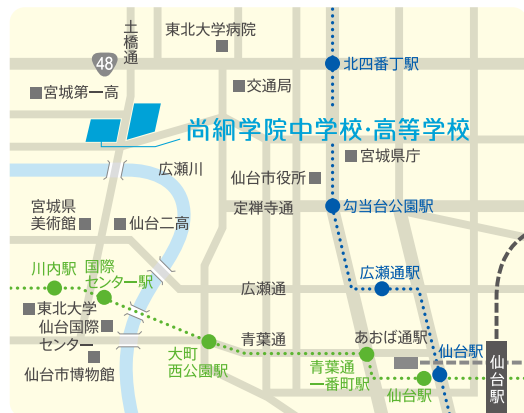 土橋通
東北大学病院
48
北四番丁駅
宮城第一高
交通局
尚絅学院中学校・高等学校
宮城県庁
広瀬川
仙台市役所
宮城県
美術館
仙台二高
定禅寺通
勾当台公園駅
川内駅
国際
センター駅
広瀬通駅
広瀬通
東北大学
仙台国際
センター
青葉通
あおば通駅
仙台駅
仙台駅
大町
西公園駅
青葉通
一番町駅
仙台市博物館
仙台駅